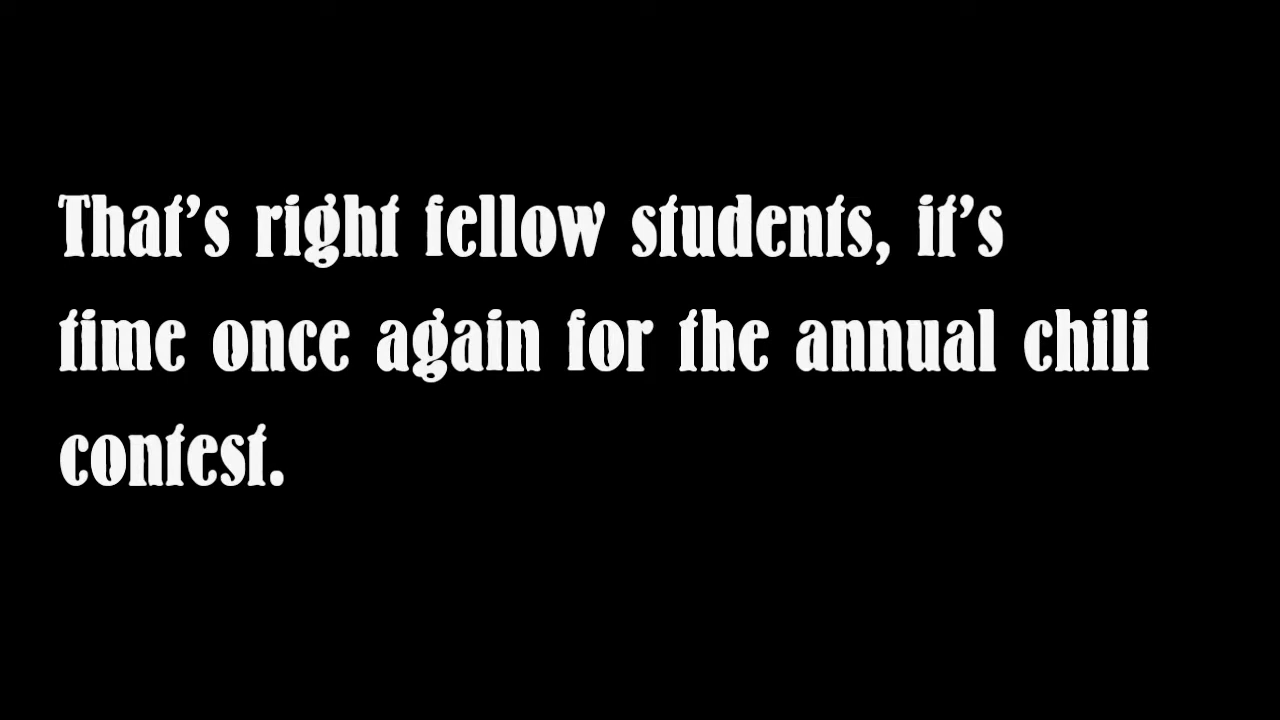 That’s right fellow students, it’s
time once again for the annual chili
contest.